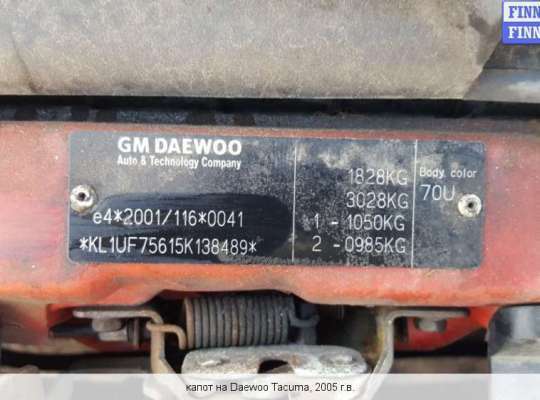 FINN
FINN
GM DAEWOO
Auto & Technology Company
e4*2001/116*0041
*KL1UF75615K138489*
1828KG
3028KG
1 - 1050KG
2 - 0985KG
Body color
70U
капот на Daewoo Tacuma, 2005 г.в.